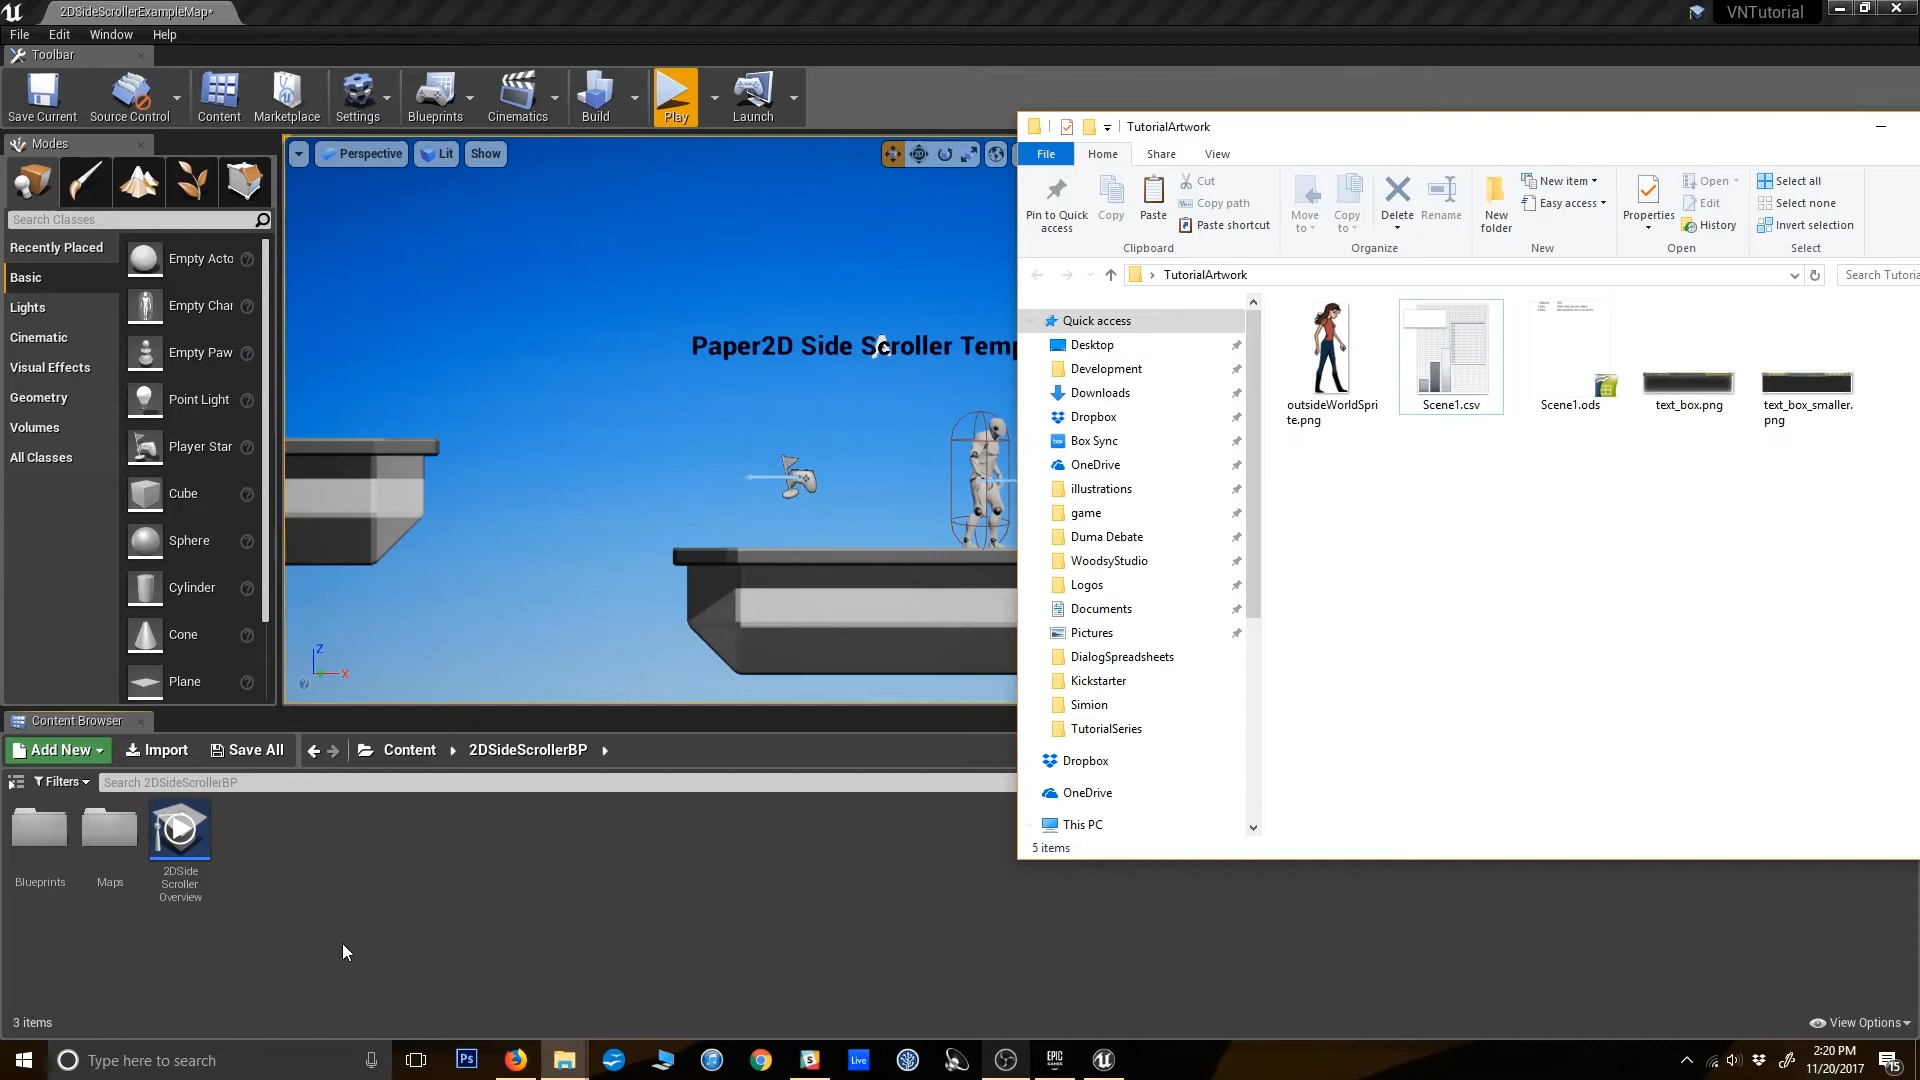 2DSideScrollerExampleMap*
VNTutorial
File Edit Window Help
Toolbar
Save Current Source Control Content Marketplace Settings Blueprints Cinematics Build Play Launch
Modes
Search Classes
Recently Placed
Basic
Lights
Cinematic
Visual Effects
Geometry
Volumes
All Classes
Empty Acto
Empty Char
Empty Paw
Point Light
Player Star
Cube
Sphere
Cylinder
Cone
Plane
Perspective Lit Show
Paper2D Side Scroller Temp
Z
X
TutorialArtwork
File Home Share View
Pin to Quick access
Copy
Paste
Cut
Copy path
Paste shortcut
Clipboard
Move to
Copy to
Delete
Rename
Organize
New folder
New item
Easy access
New
Properties
Open
Edit
History
Open
Select all
Select none
Invert selection
Select
TutorialArtwork
Search Tutoria
Quick access
Desktop
Development
Downloads
Dropbox
Box Sync
OneDrive
illustrations
game
Duma Debate
WoodsyStudio
Logos
Documents
Pictures
DialogSpreadsheets
Kickstarter
Simion
TutorialSeries
Dropbox
OneDrive
This PC
outsideWorldSpri
te.png
Scene1.csv
Scene1.ods
text_box.png
text_box_smaller.
png
5 items
Content Browser
Add New Import Save All Content 2DSideScrollerBP
Filters Search 2DSideScrollerBP
Blueprints
Maps
2DSide
Scroller
Overview
3 items
View Options
Type here to search
Ps
Live
EPIC
GAMES
2:20 PM
11/20/2017
15